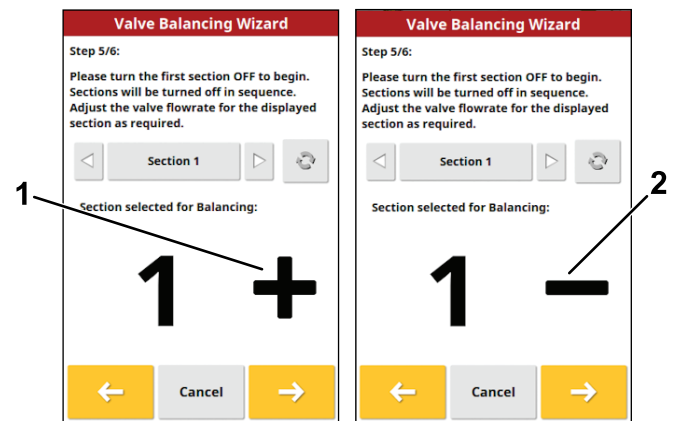 Valve Balancing Wizard
Step 5/6:
Please turn the first section OFF to begin.
Sections will be turned off in sequence.
Adjust the valve flowrate for the displayed
section as required.
Section 1
Section selected for Balancing:
1 +
Cancel
1
Valve Balancing Wizard
Step 5/6:
Please turn the first section OFF to begin.
Sections will be turned off in sequence.
Adjust the valve flowrate for the displayed
section as required.
Section 1
Section selected for Balancing:
1 −
Cancel
2